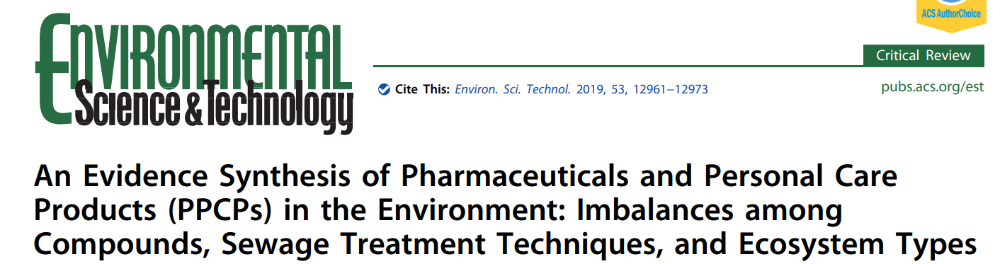 ACS AuthorChoice
Environmental
Science & Technology
Critical Review
Cite This: Environ. Sci. Technol. 2019, 53, 12961−12973
pubs.acs.org/est
An Evidence Synthesis of Pharmaceuticals and Personal Care
Products (PPCPs) in the Environment: Imbalances among
Compounds, Sewage Treatment Techniques, and Ecosystem Types